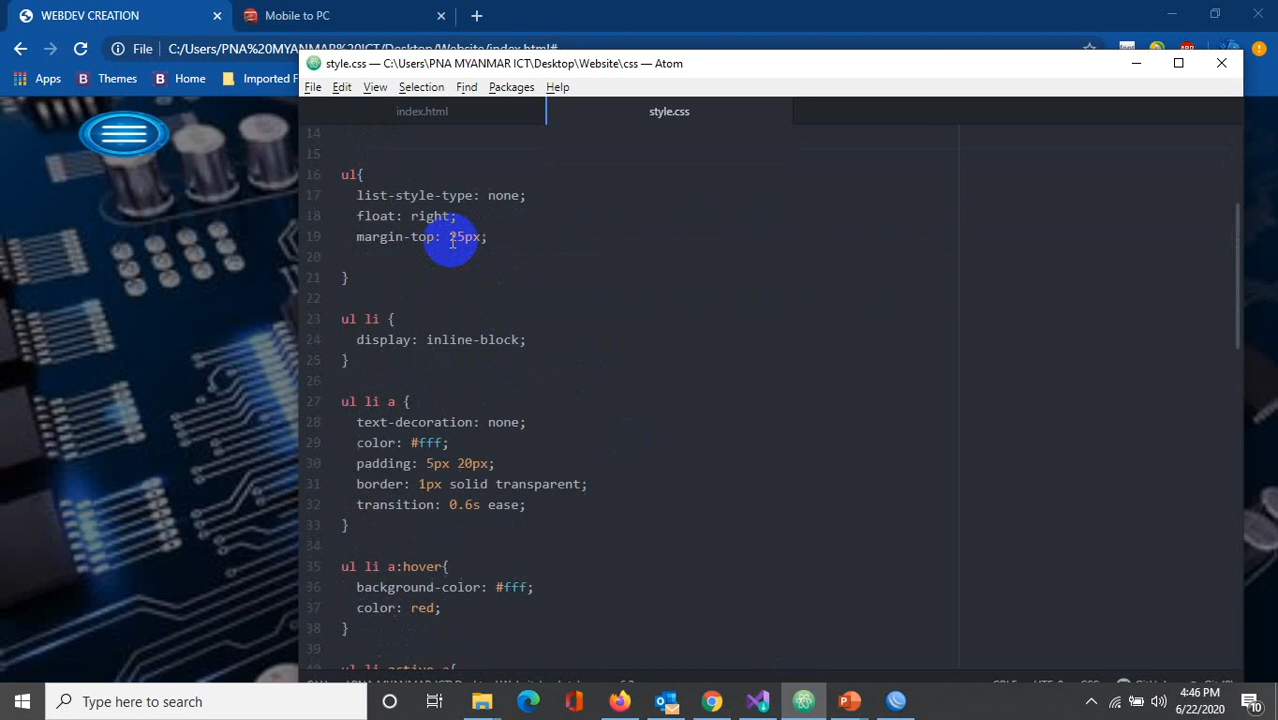 WEBDEV CREATION
Mobile to PC
File
C:/Users/PNA%20MYANMAR%20ICT/Desktop/Website/index.html#
Apps
Themes
Home
Imported F
style.css — C:\Users\PNA MYANMAR ICT\Desktop\Website\css — Atom
File Edit View Selection Find Packages Help
index.html
style.css
14
15
16 ul{
17 list-style-type: none;
18 float: right;
19 margin-top: 25px;
20
21 }
22
23 ul li {
24 display: inline-block;
25 }
26
27 ul li a {
28 text-decoration: none;
29 color: #fff;
30 padding: 5px 20px;
31 border: 1px solid transparent;
32 transition: 0.6s ease;
33 }
34
35 ul li a:hover{
36 background-color: #fff;
37 color: red;
38 }
39
Type here to search
4:46 PM
6/22/2020
10